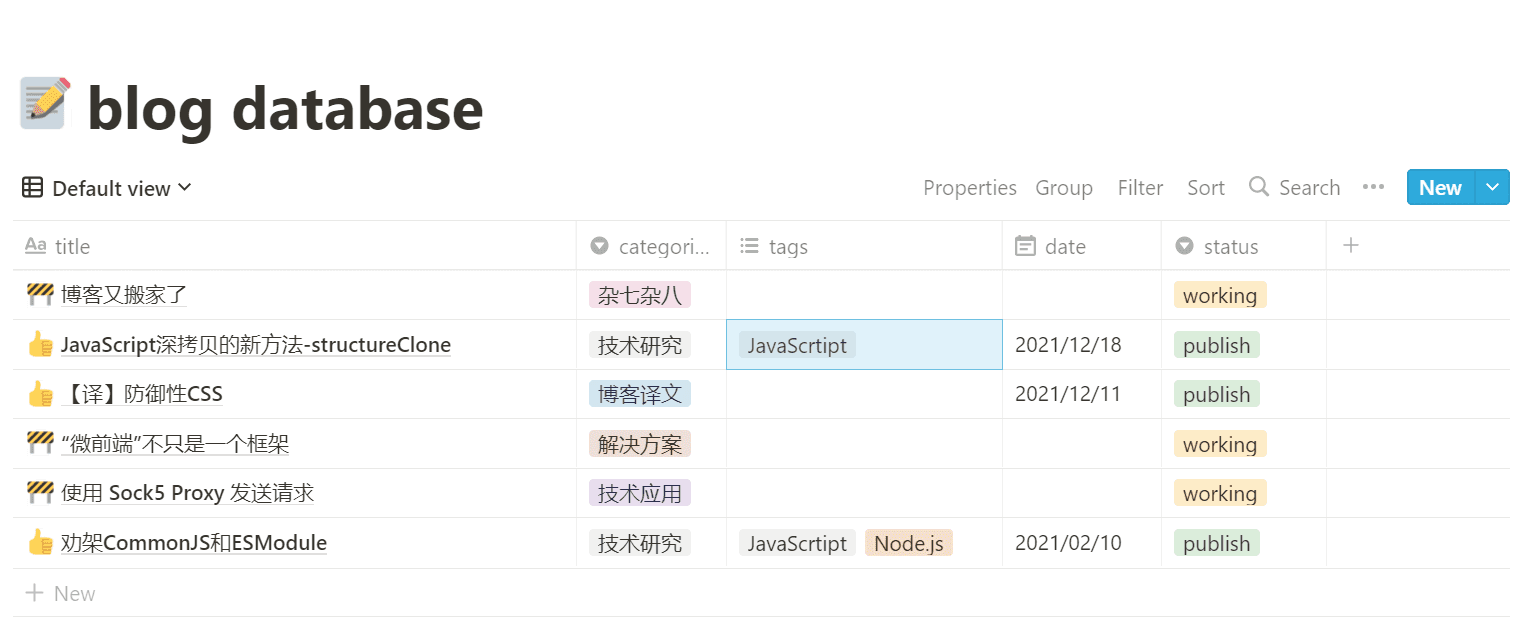 blog database
Default view Properties Group Filter Sort Search ••• New
Aa title categori... tags date status
博客又搬家了 杂七杂八 working
JavaScript深拷贝的新方法-structureClone 技术研究 JavaScrtipt 2021/12/18 publish
【译】防御性CSS 博客译文 2021/12/11 publish
“微前端”不只是一个框架 解决方案 working
使用 Sock5 Proxy 发送请求 技术应用 working
劝架CommonJS和ESModule 技术研究 JavaScrtipt Node.js 2021/02/10 publish
+ New